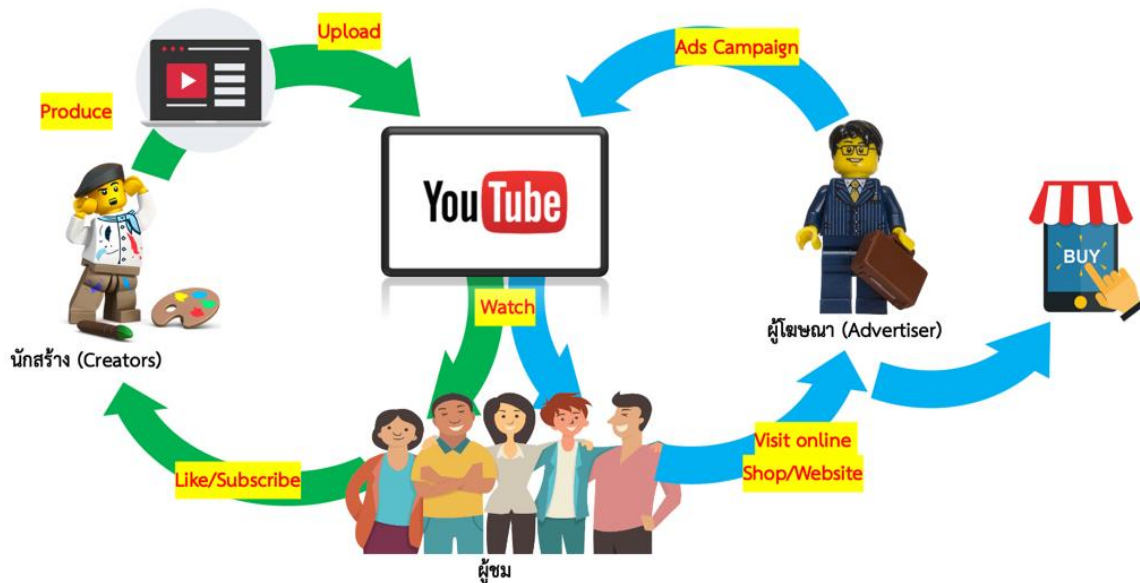 Upload
Ads Campaign
Produce
YouTube
BUY
Watch
ผู้โฆษณา (Advertiser)
นักสร้าง (Creators)
Visit online
Shop/Website
Like/Subscribe
ผู้ชม